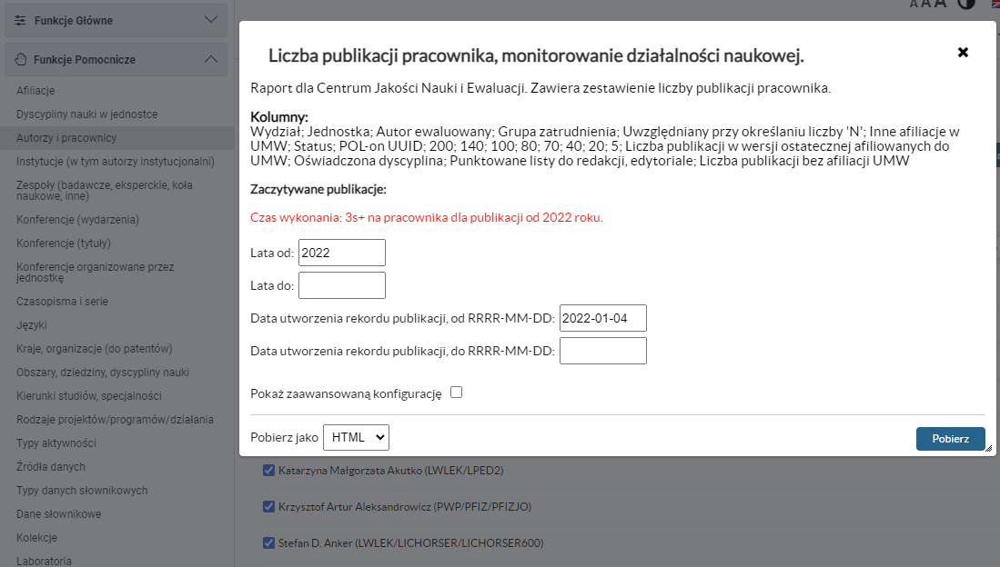 Funkcje Główne
Funkcje Pomocnicze
Afiliacje
Dyscypliny nauki w jednostce
Autorzy i pracownicy
Instytucje (w tym autorzy instytucjonalni)
Zespoły (badawcze, eksperckie, koła
naukowe, inne)
Konferencje (wydarzenia)
Konferencje (tytuły)
Konferencje organizowane przez
jednostkę
Czasopisma i serie
Języki
Kraje, organizacje (do patentów)
Obszary, dziedziny, dyscypliny nauki
Kierunki studiów, specjalności
Rodzaje projektów/programów/działania
Typy aktywności
Źródła danych
Typy danych słownikowych
Dane słownikowe
Kolekcje
Laboratoria
A A A
Liczba publikacji pracownika, monitorowanie działalności naukowej.
Raport dla Centrum Jakości Nauki i Ewaluacji. Zawiera zestawienie liczby publikacji pracownika.
Kolumny:
Wydział; Jednostka; Autor ewaluowany; Grupa zatrudnienia; Uwzględniany przy określaniu liczby 'N'; Inne afiliacje w
UMW; Status; POL-on UUID; 200; 140; 100; 80; 70; 40; 20; 5; Liczba publikacji w wersji ostatecznej afiliowanych do
UMW; Oświadczona dyscyplina; Punktowane listy do redakcji, edytoriale; Liczba publikacji bez afiliacji UMW
Zaczytywane publikacje:
Czas wykonania: 3s+ na pracownika dla publikacji od 2022 roku.
Lata od: 2022
Lata do:
Data utworzenia rekordu publikacji, od RRRR-MM-DD: 2022-01-04
Data utworzenia rekordu publikacji, do RRRR-MM-DD:
Pokaż zaawansowaną konfigurację
Pobierz jako HTML
Pobierz
Katarzyna Małgorzata Akutko (LWLEK/LPED2)
Krzysztof Artur Aleksandrowicz (PWP/PFIZ/PFIZJO)
Stefan D. Anker (LWLEK/LICHORSER/LICHORSER600)